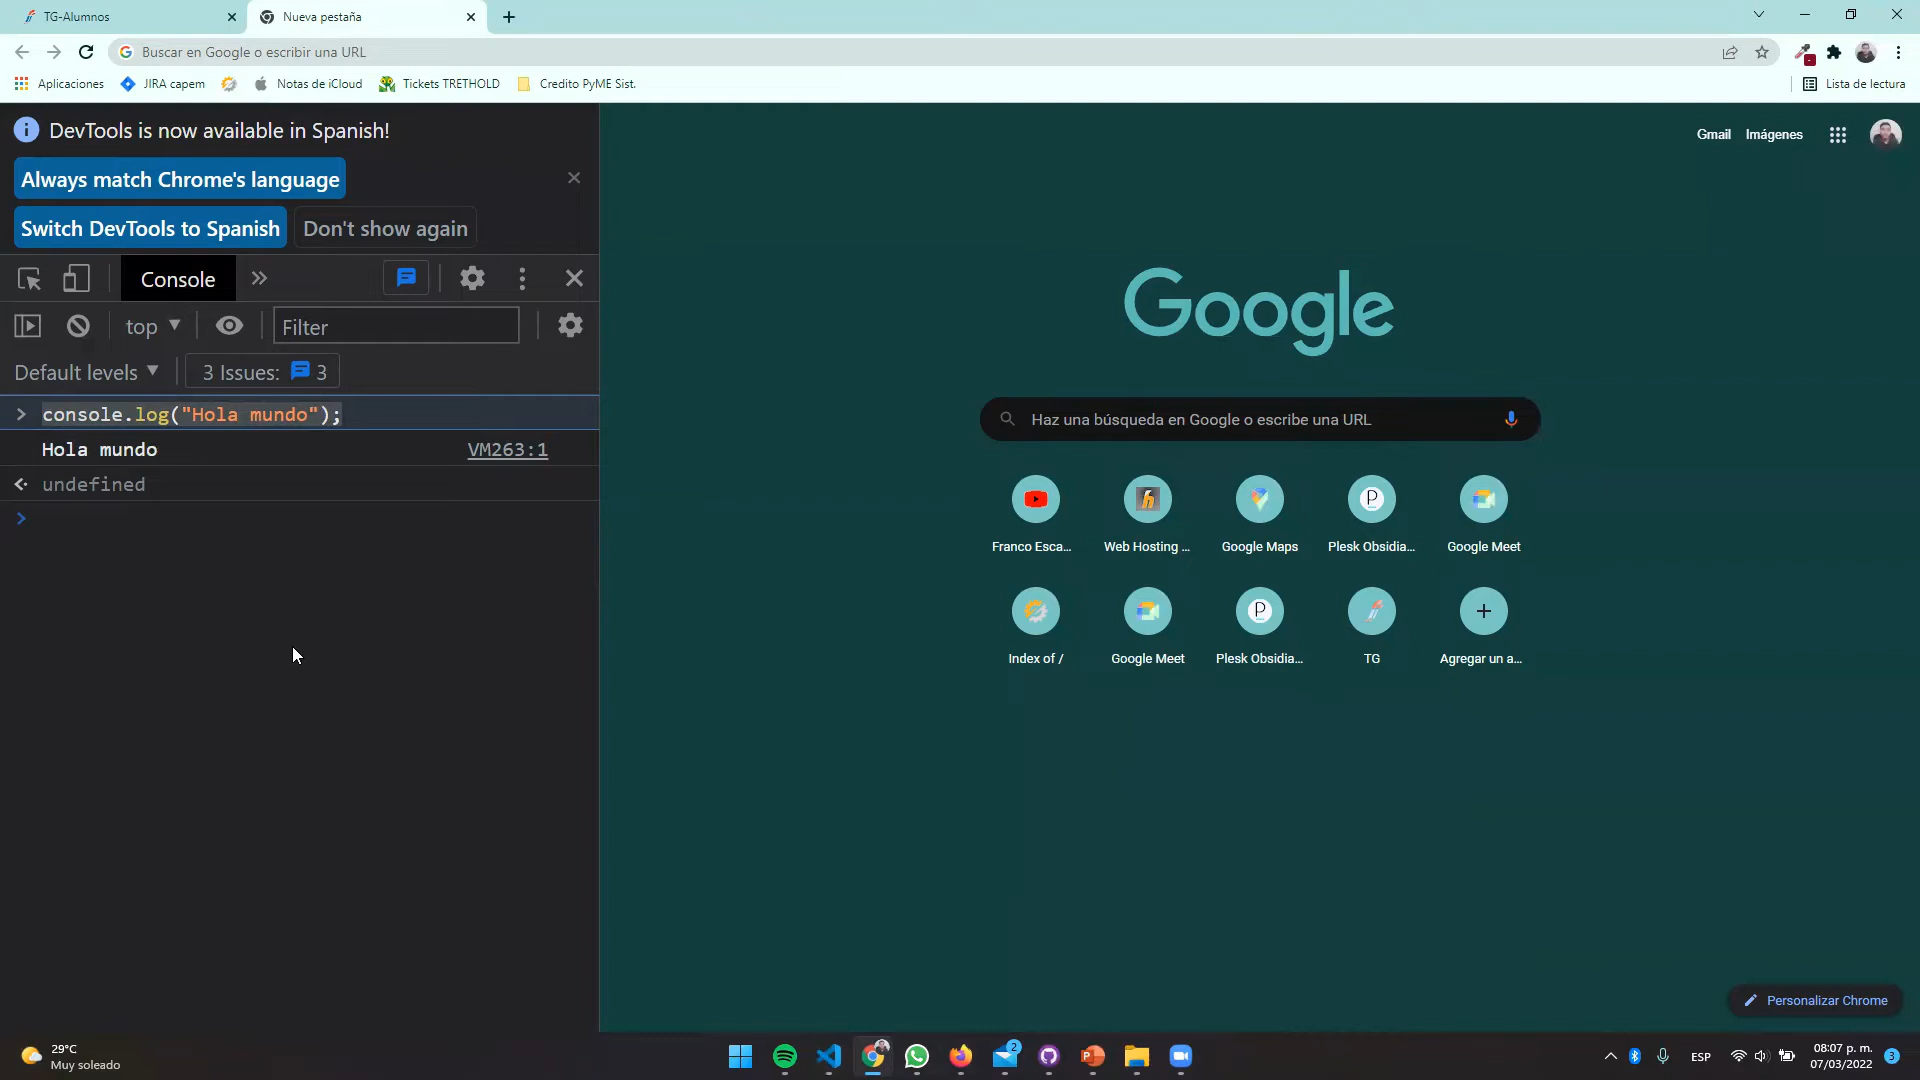 TG-Alumnos
Nueva pestaña
Buscar en Google o escribir una URL
Aplicaciones
JIRA capem
Notas de iCloud
Tickets TRETHOLD
Credito PyME Sist.
Lista de lectura
DevTools is now available in Spanish!
Always match Chrome's language
Switch DevTools to Spanish
Don't show again
Console
top
Filter
Default levels
3 Issues:
3
console.log("Hola mundo");
Hola mundo
VM263:1
undefined
Gmail
Imágenes
Google
Haz una búsqueda en Google o escribe una URL
Franco Esca...
Web Hosting ...
Google Maps
Plesk Obsidia...
Google Meet
Index of /
Google Meet
Plesk Obsidia...
TG
Agregar un a...
Personalizar Chrome
29°C
Muy soleado
2
ESP
08:07 p. m.
07/03/2022
3